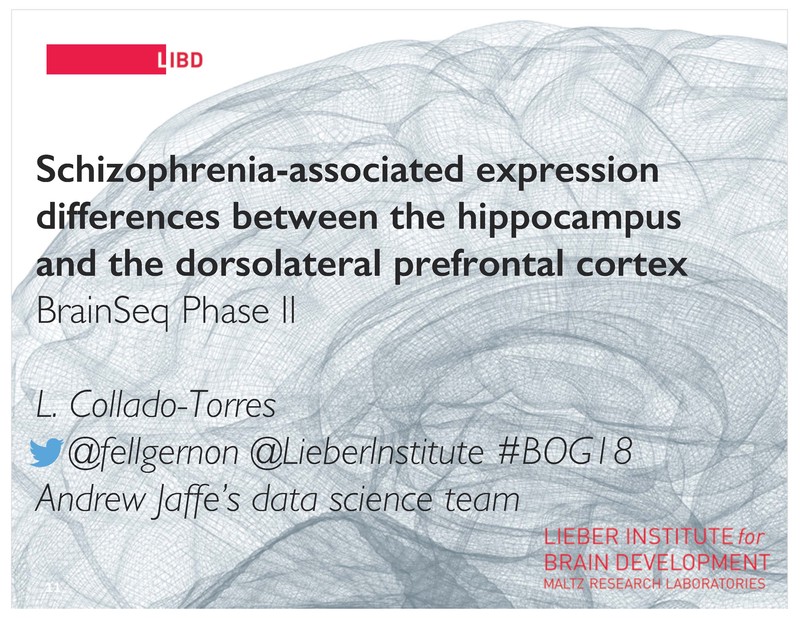 LIBD
Schizophrenia-associated expression
differences between the hippocampus
and the dorsolateral prefrontal cortex
BrainSeq Phase II
L. Collado-Torres
@fellgernon @LieberInstitute #BOG18
Andrew Jaffe's data science team
LIEBER INSTITUTE for
BRAIN DEVELOPMENT
MALTZ RESEARCH LABORATORIES